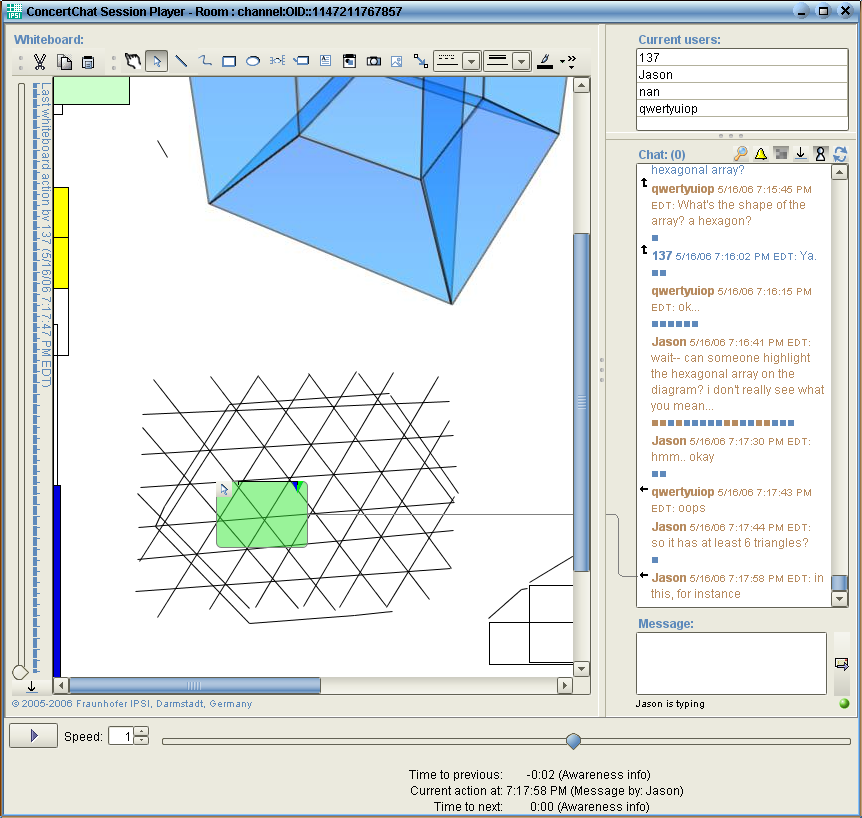 ConcertChat Session Player - Room : channel:OID::1147211767857
IPSI
Whiteboard:
Last whiteboard action by 137 (5/16/06 7:17:47 PM EDT)
© 2005-2006 Fraunhofer IPSI, Darmstadt, Germany
Current users:
137
Jason
nan
qwertyuiop
Chat: (0)
hexagonal array?
qwertyuiop 5/16/06 7:15:45 PM
EDT: What's the shape of the
array? a hexagon?
137 5/16/06 7:16:02 PM EDT: Ya.
qwertyuiop 5/16/06 7:16:15 PM
EDT: ok...
Jason 5/16/06 7:16:41 PM EDT:
wait-- can someone highlight
the hexagonal array on the
diagram? i don't really see what
you mean...
Jason 5/16/06 7:17:30 PM EDT:
hmm.. okay
qwertyuiop 5/16/06 7:17:43 PM
EDT: oops
Jason 5/16/06 7:17:44 PM EDT:
so it has at least 6 triangles?
Jason 5/16/06 7:17:58 PM EDT: in
this, for instance
Message:
Jason is typing
Speed: 1
Time to previous: -0:02 (Awareness info)
Current action at: 7:17:58 PM (Message by: Jason)
Time to next: 0:00 (Awareness info)